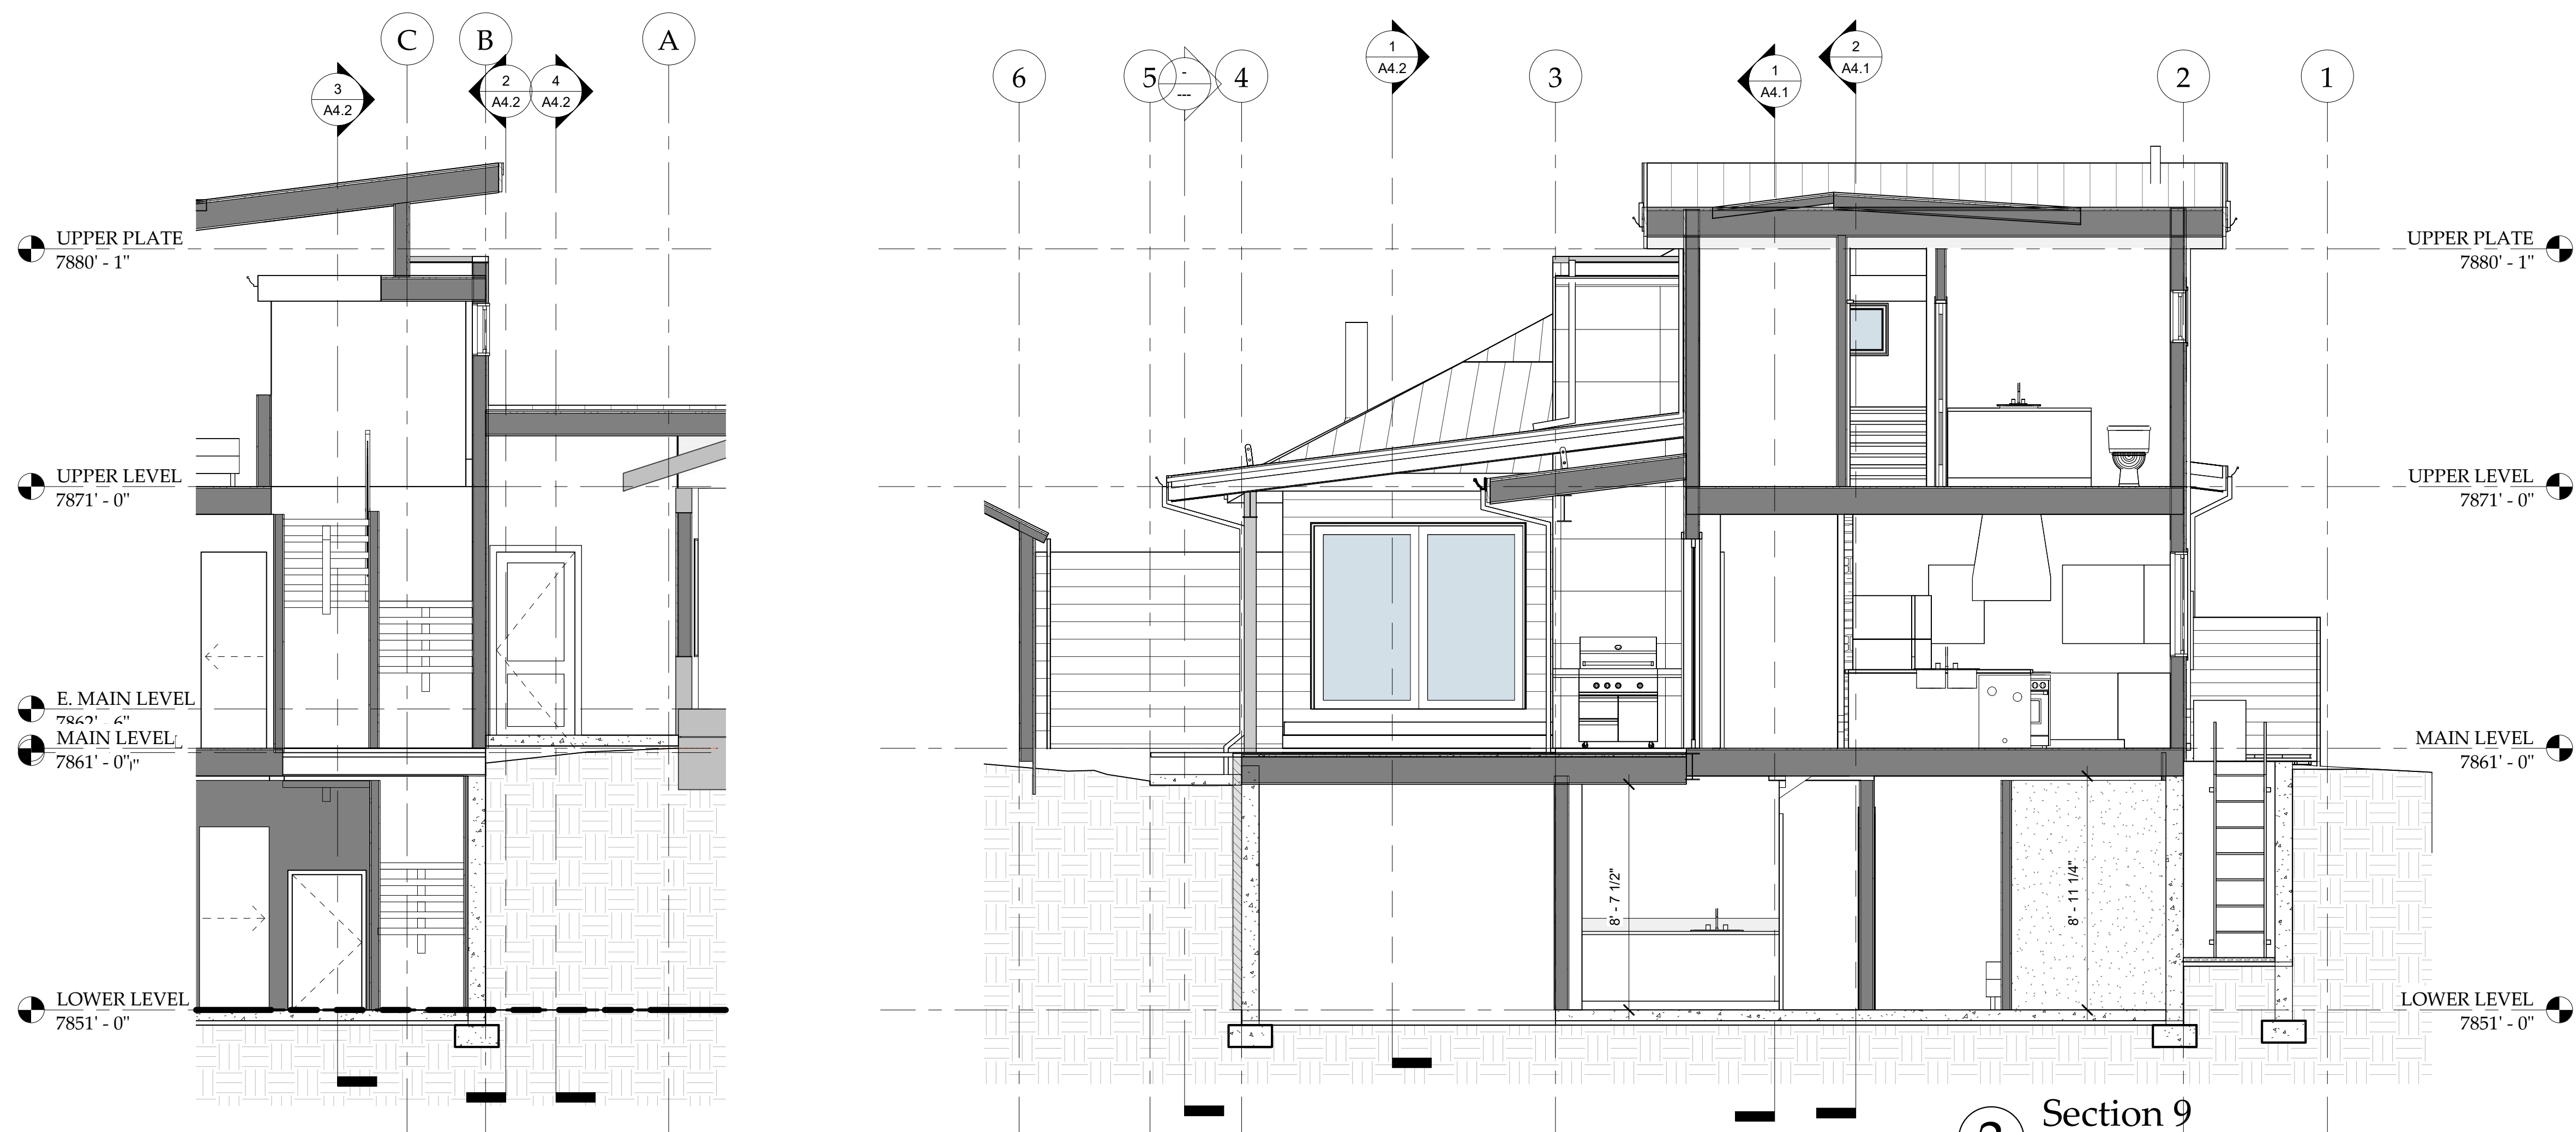 C
B
A
3
A4.2
2
A4.2
4
A4.2
6
5
-
---
4
1
A4.2
3
1
A4.1
2
A4.1
2
1
UPPER PLATE
7880' - 1"
UPPER PLATE
7880' - 1"
UPPER LEVEL
7871' - 0"
UPPER LEVEL
7871' - 0"
E. MAIN LEVEL
7862' - 6"
MAIN LEVEL
7861' - 0"
MAIN LEVEL
7861' - 0"
8' - 7 1/2"
8' - 11 1/4"
LOWER LEVEL
7851' - 0"
LOWER LEVEL
7851' - 0"
Section 9